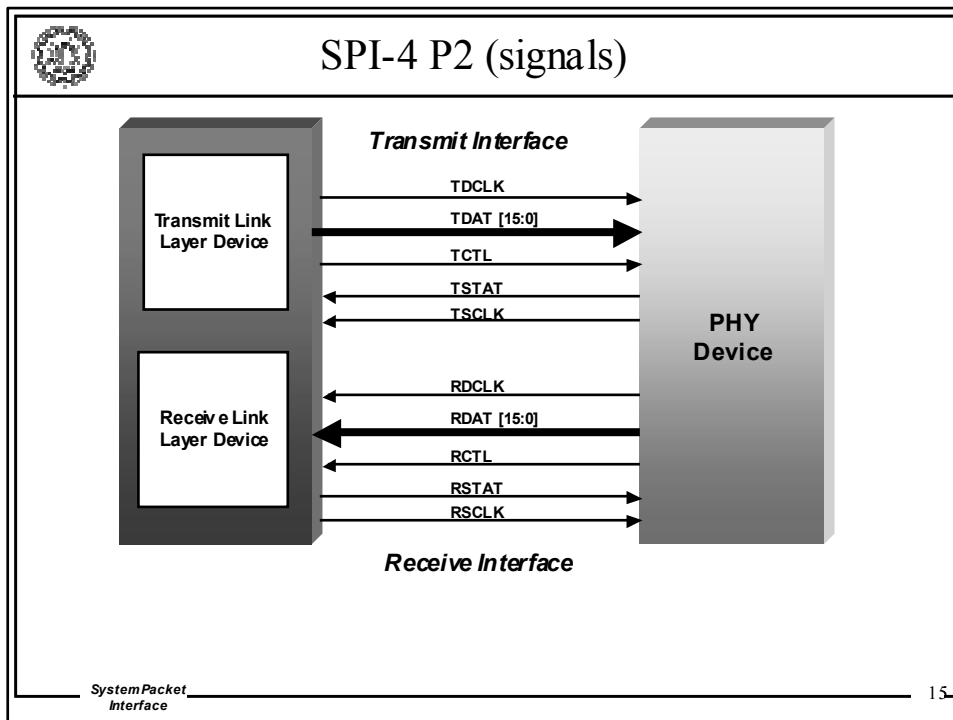 SPI-4 P2 (signals)
Transmit Interface
TDCLK
TDAT [15:0]
TCTL
TSTAT
TSCLK
Transmit Link
Layer Device
PHY
Device
RDCLK
RDAT [15:0]
RCTL
RSTAT
RSCLK
Receive Link
Layer Device
Receive Interface
System Packet
Interface
15